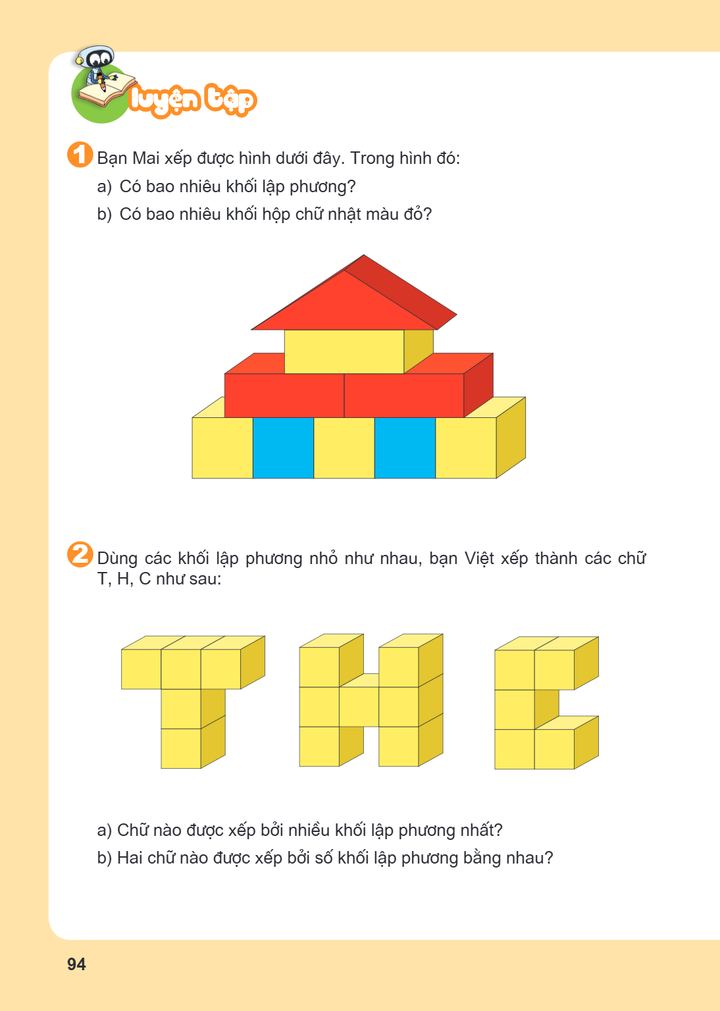 luyện tập
1 Bạn Mai xếp được hình dưới đây. Trong hình đó:
a) Có bao nhiêu khối lập phương?
b) Có bao nhiêu khối hộp chữ nhật màu đỏ?
2 Dùng các khối lập phương nhỏ như nhau, bạn Việt xếp thành các chữ
T, H, C như sau:
a) Chữ nào được xếp bởi nhiều khối lập phương nhất?
b) Hai chữ nào được xếp bởi số khối lập phương bằng nhau?
94